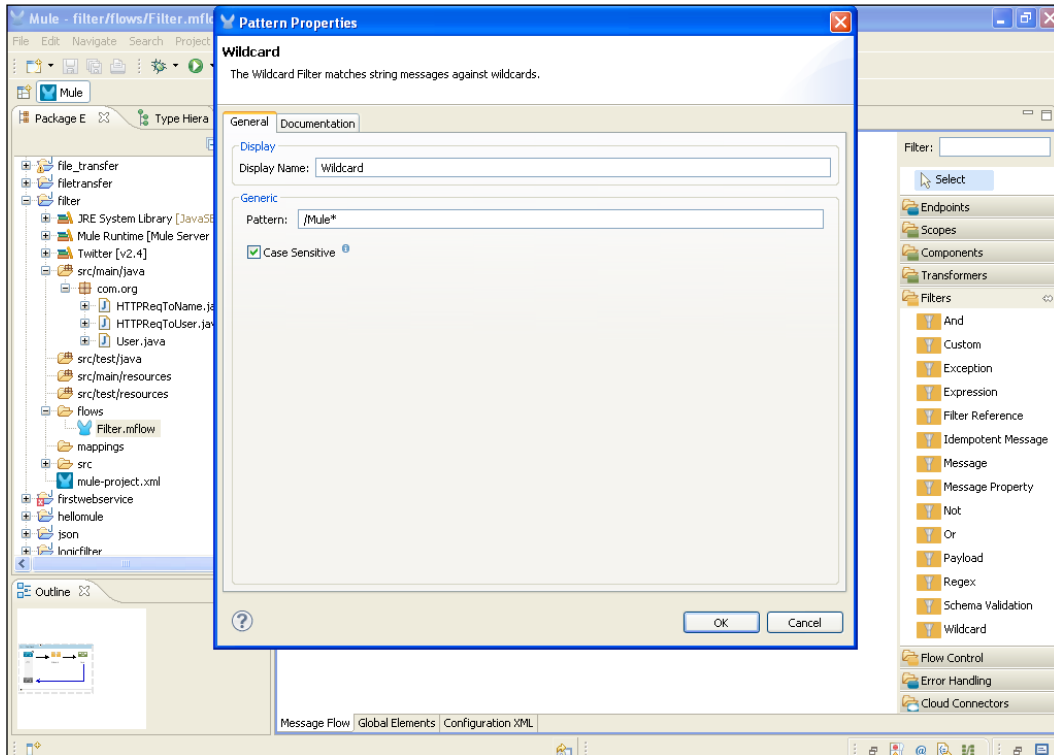 Mule - filter/flows/Filter.mflo
File Edit Navigate Search Project
Mule
Package E
Type Hiera
file_transfer
filetransfer
filter
JRE System Library [JavaSE
Mule Runtime [Mule Server
Twitter [v2.4]
src/main/java
com.org
HTTPReqToName.ja
HTTPReqToUser.jav
User.java
src/test/java
src/main/resources
src/test/resources
flows
Filter.mflow
mappings
src
mule-project.xml
firstwebservice
hellomule
json
logicfilter
Outline
Pattern Properties
Wildcard
The Wildcard Filter matches string messages against wildcards.
General Documentation
Display
Display Name: Wildcard
Generic
Pattern: /Mule*
Case Sensitive
OK Cancel
Message Flow Global Elements Configuration XML
Filter:
Select
Endpoints
Scopes
Components
Transformers
Filters
And
Custom
Exception
Expression
Filter Reference
Idempotent Message
Message
Message Property
Not
Or
Payload
Regex
Schema Validation
Wildcard
Flow Control
Error Handling
Cloud Connectors